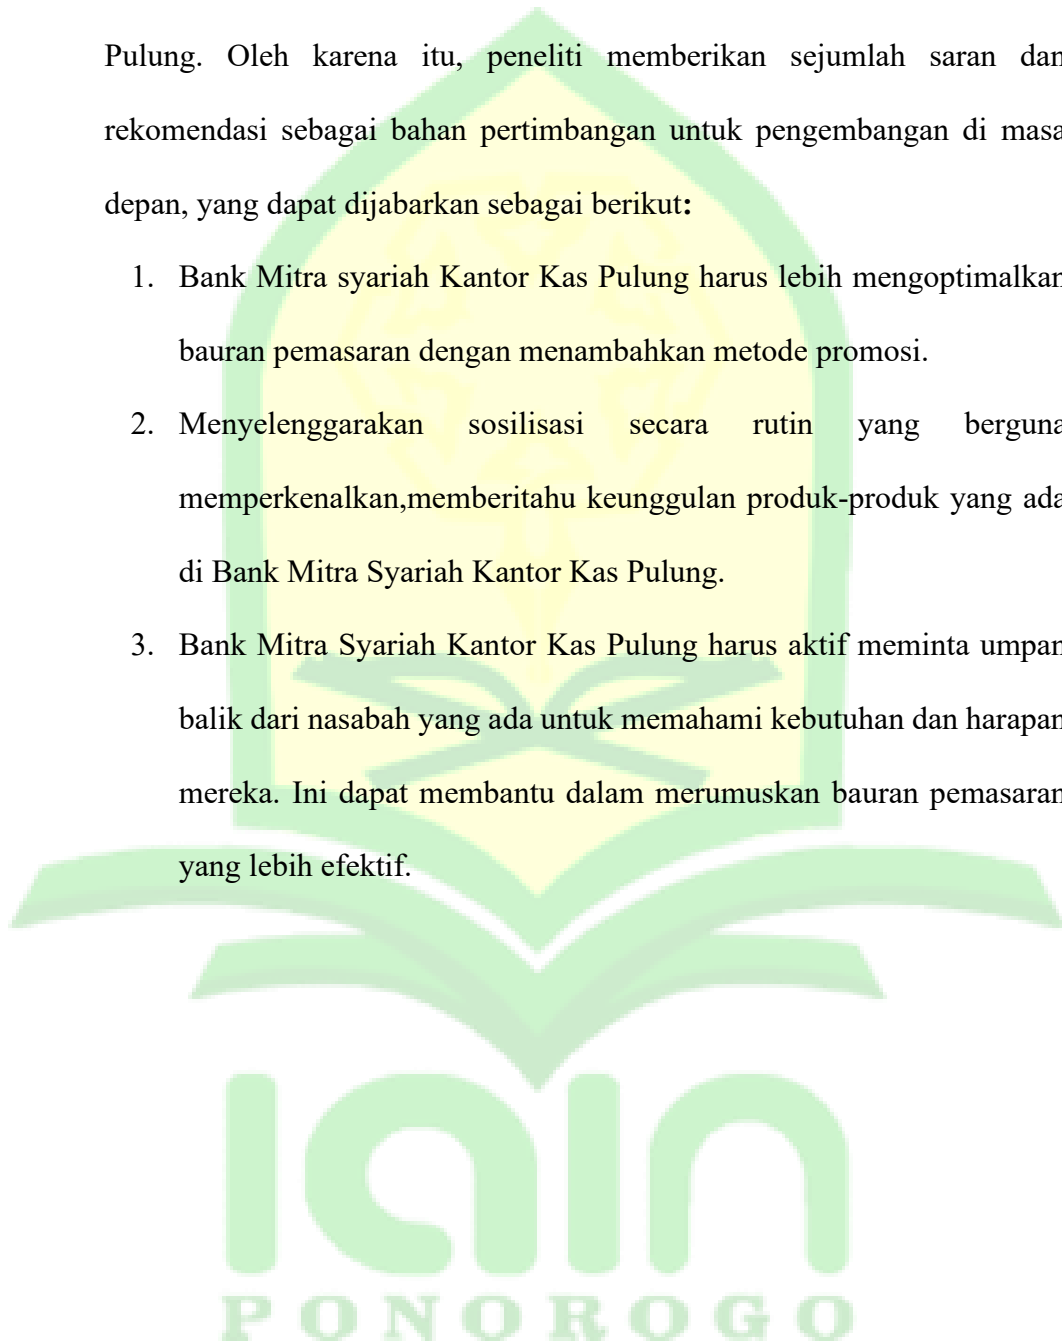 Pulung. Oleh karena itu, peneliti memberikan sejumlah saran dan
rekomendasi sebagai bahan pertimbangan untuk pengembangan di masa
depan, yang dapat dijabarkan sebagai berikut:
1. Bank Mitra syariah Kantor Kas Pulung harus lebih mengoptimalkan
bauran pemasaran dengan menambahkan metode promosi.
2. Menyelenggarakan sosilisasi secara rutin yang berguna
memperkenalkan,memberitahu keunggulan produk-produk yang ada
di Bank Mitra Syariah Kantor Kas Pulung.
3. Bank Mitra Syariah Kantor Kas Pulung harus aktif meminta umpan
balik dari nasabah yang ada untuk memahami kebutuhan dan harapan
mereka. Ini dapat membantu dalam merumuskan bauran pemasaran
yang lebih efektif.
iain
PONOROGO